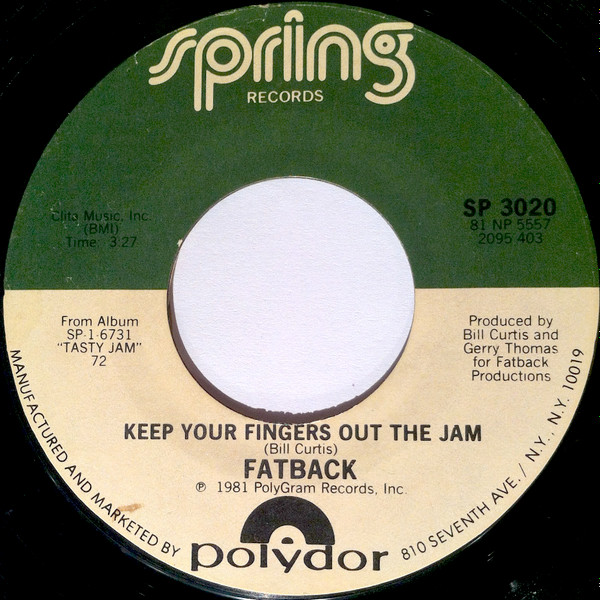 spring
RECORDS
Clita Music, Inc.
(BMI)
Time: 3:27
SP 3020
81 NP 5557
2095 403
From Album
SP-1-6731
"TASTY JAM"
72
Produced by
Bill Curtis and
Gerry Thomas
for Fatback
Productions
KEEP YOUR FINGERS OUT THE JAM
(Bill Curtis)
FATBACK
℗ 1981 PolyGram Records, Inc.
MANUFACTURED AND MARKETED BY polydor 810 SEVENTH AVE. / N.Y., N.Y. 10019